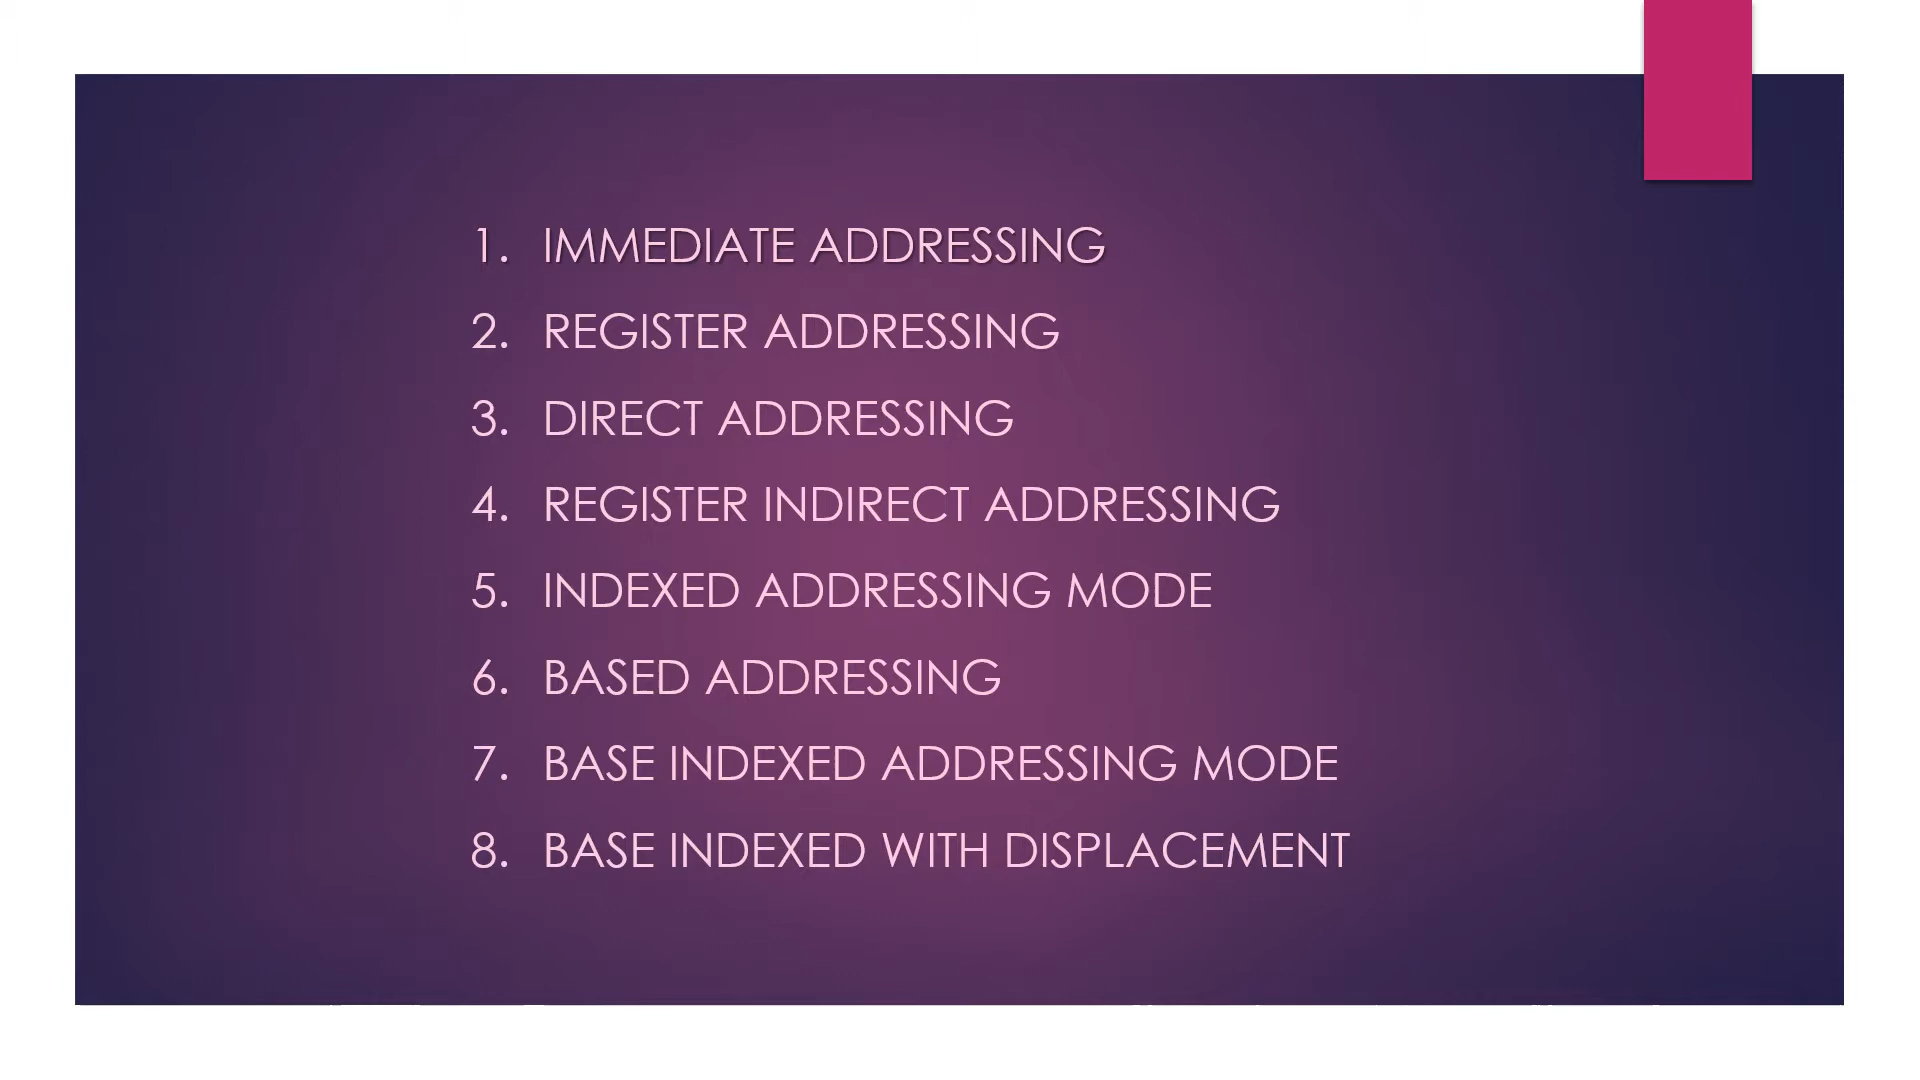 1. IMMEDIATE ADDRESSING
2. REGISTER ADDRESSING
3. DIRECT ADDRESSING
4. REGISTER INDIRECT ADDRESSING
5. INDEXED ADDRESSING MODE
6. BASED ADDRESSING
7. BASE INDEXED ADDRESSING MODE
8. BASE INDEXED WITH DISPLACEMENT